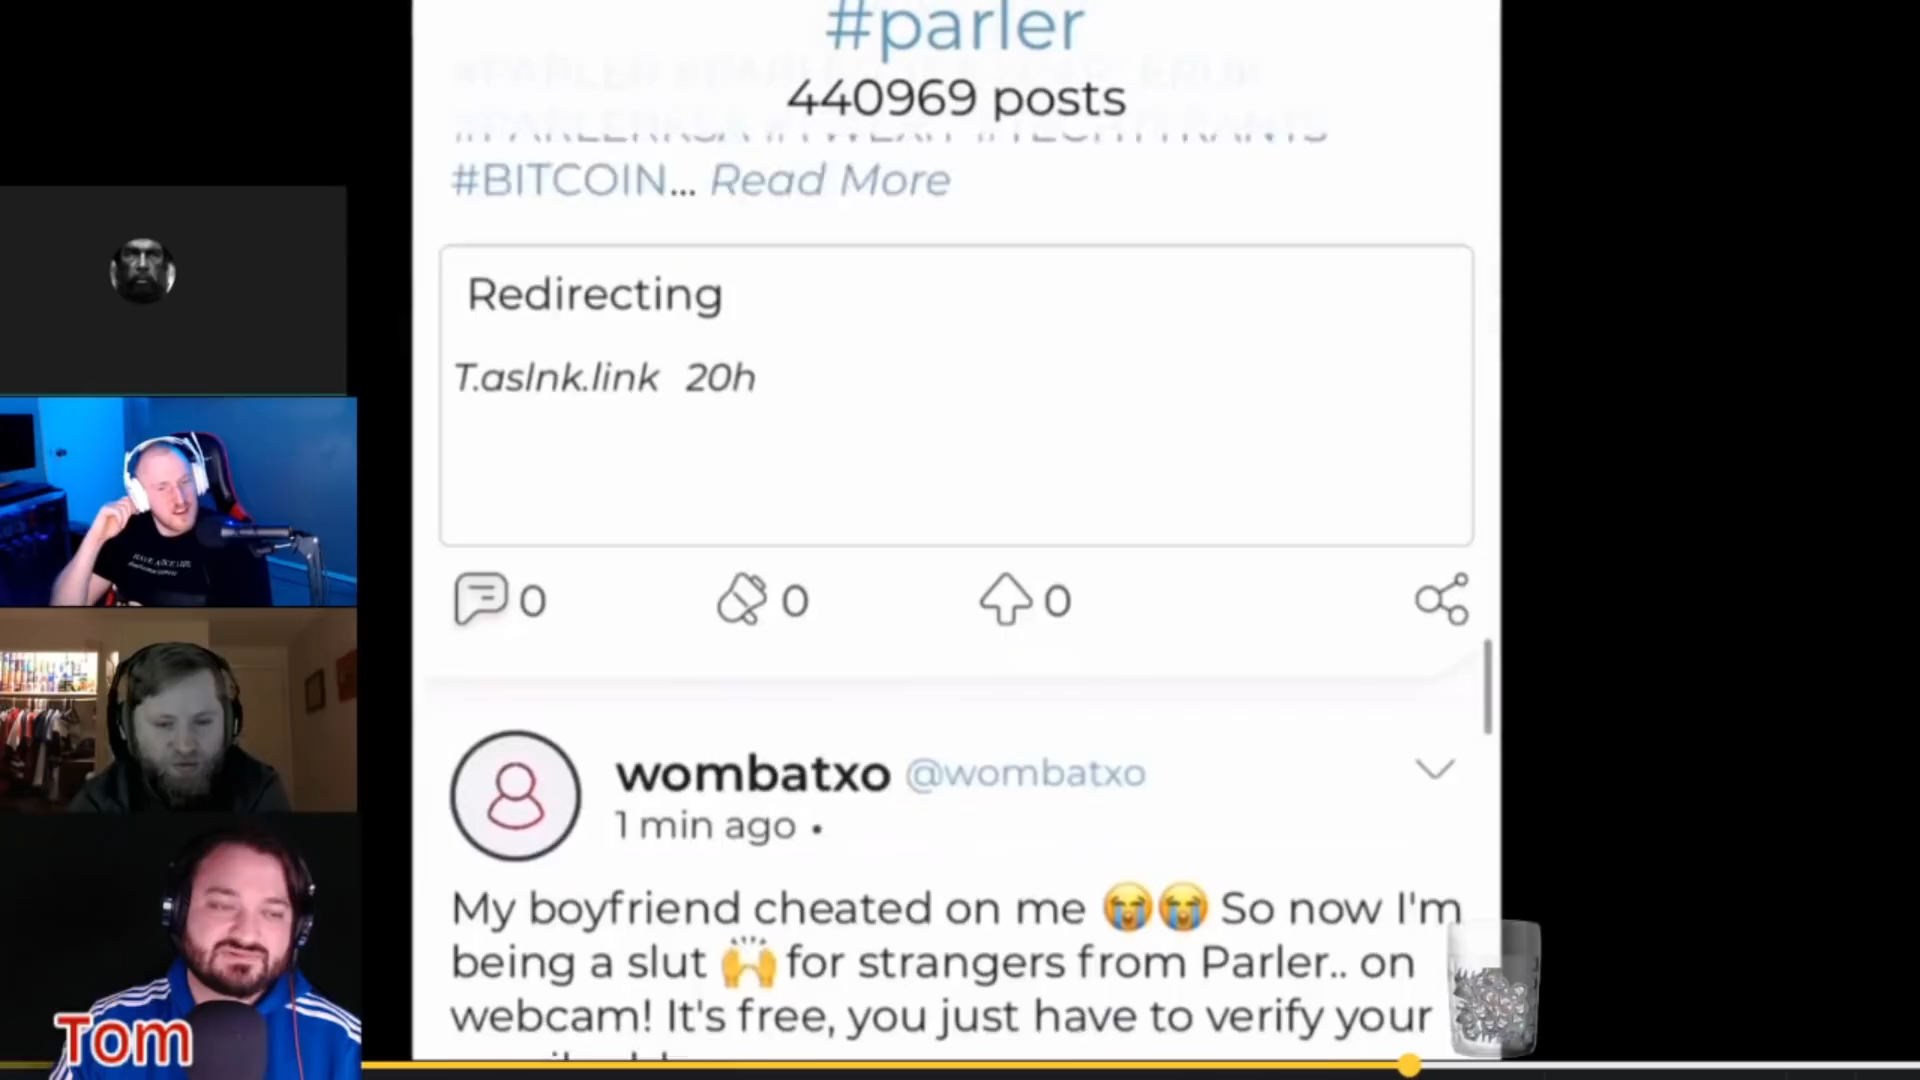 #parler
440969 posts
#BITCOIN... Read More
Redirecting
T.aslnk.link 20h
0
0
0
wombatxo @wombatxo
1 min ago •
My boyfriend cheated on me 😭😭 So now I'm
being a slut 🙌 for strangers from Parler.. on
webcam! It's free, you just have to verify your
Tom